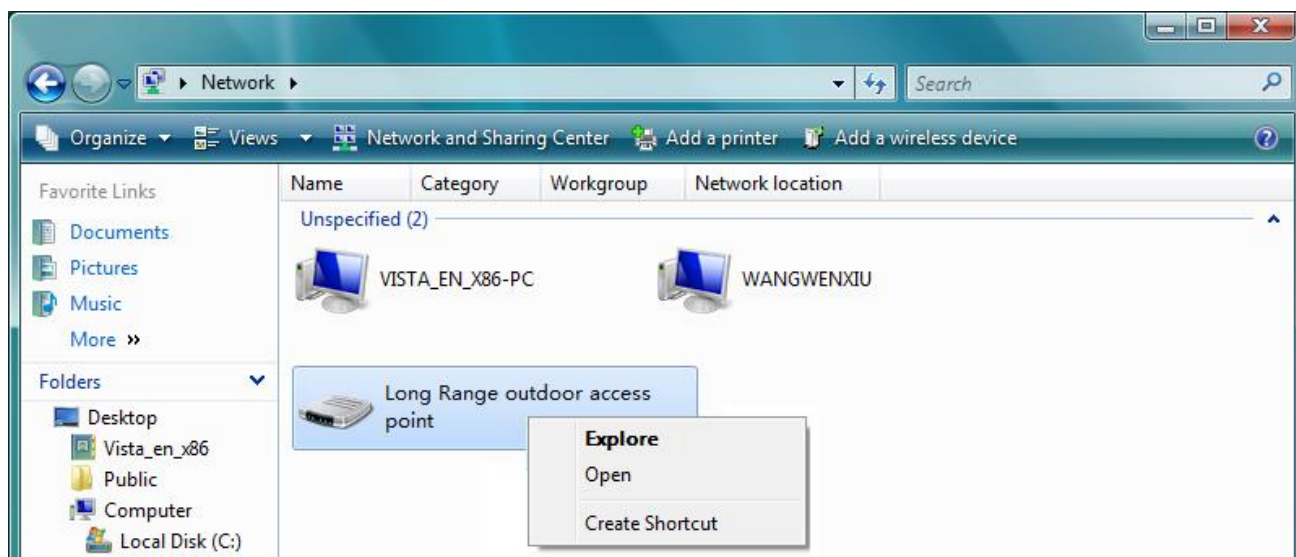 Network
Search
Organize Views Network and Sharing Center Add a printer Add a wireless device
Favorite Links
Documents
Pictures
Music
More »
Folders
Desktop
Vista_en_x86
Public
Computer
Local Disk (C:)
Name Category Workgroup Network location
Unspecified (2)
VISTA_EN_X86-PC WANGWENXIU
Long Range outdoor access
point
Explore
Open
Create Shortcut